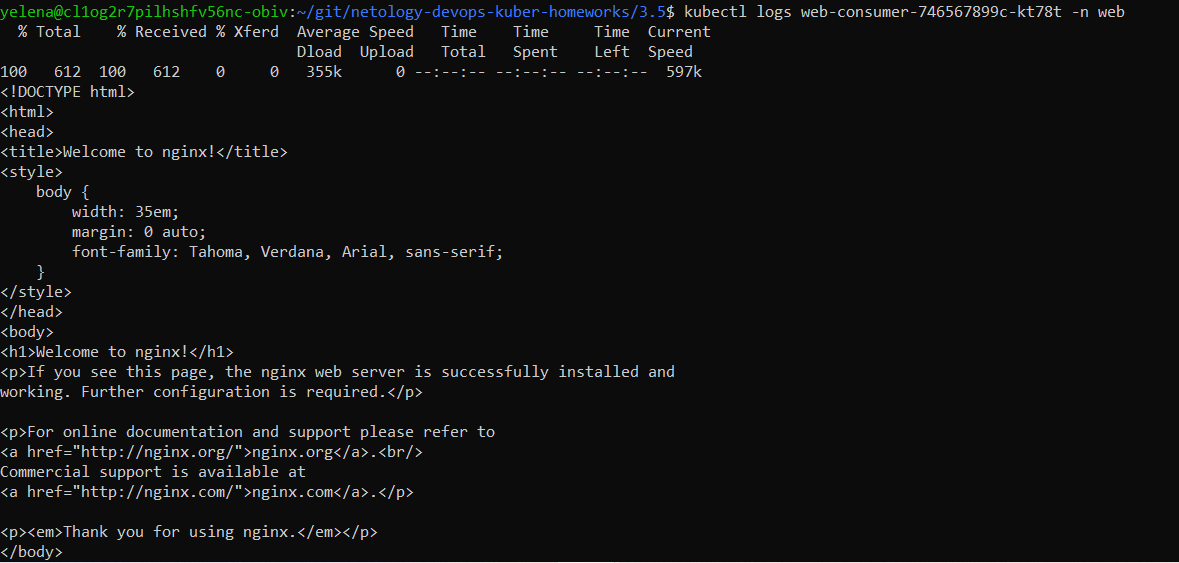 yelena@cl1og2r7pilhshfv56nc-obiv:~/git/netology-devops-kuber-homeworks/3.5$ kubectl logs web-consumer-746567899c-kt78t -n web
  % Total    % Received % Xferd  Average Speed   Time    Time     Time  Current
                                 Dload  Upload   Total   Spent    Left  Speed
100   612  100   612    0     0   355k      0 --:--:-- --:--:-- --:--:--  597k
<!DOCTYPE html>
<html>
<head>
<title>Welcome to nginx!</title>
<style>
    body {
        width: 35em;
        margin: 0 auto;
        font-family: Tahoma, Verdana, Arial, sans-serif;
    }
</style>
</head>
<body>
<h1>Welcome to nginx!</h1>
<p>If you see this page, the nginx web server is successfully installed and
working. Further configuration is required.</p>

<p>For online documentation and support please refer to
<a href="http://nginx.org/">nginx.org</a>.<br/>
Commercial support is available at
<a href="http://nginx.com/">nginx.com</a>.</p>

<p><em>Thank you for using nginx.</em></p>
</body>